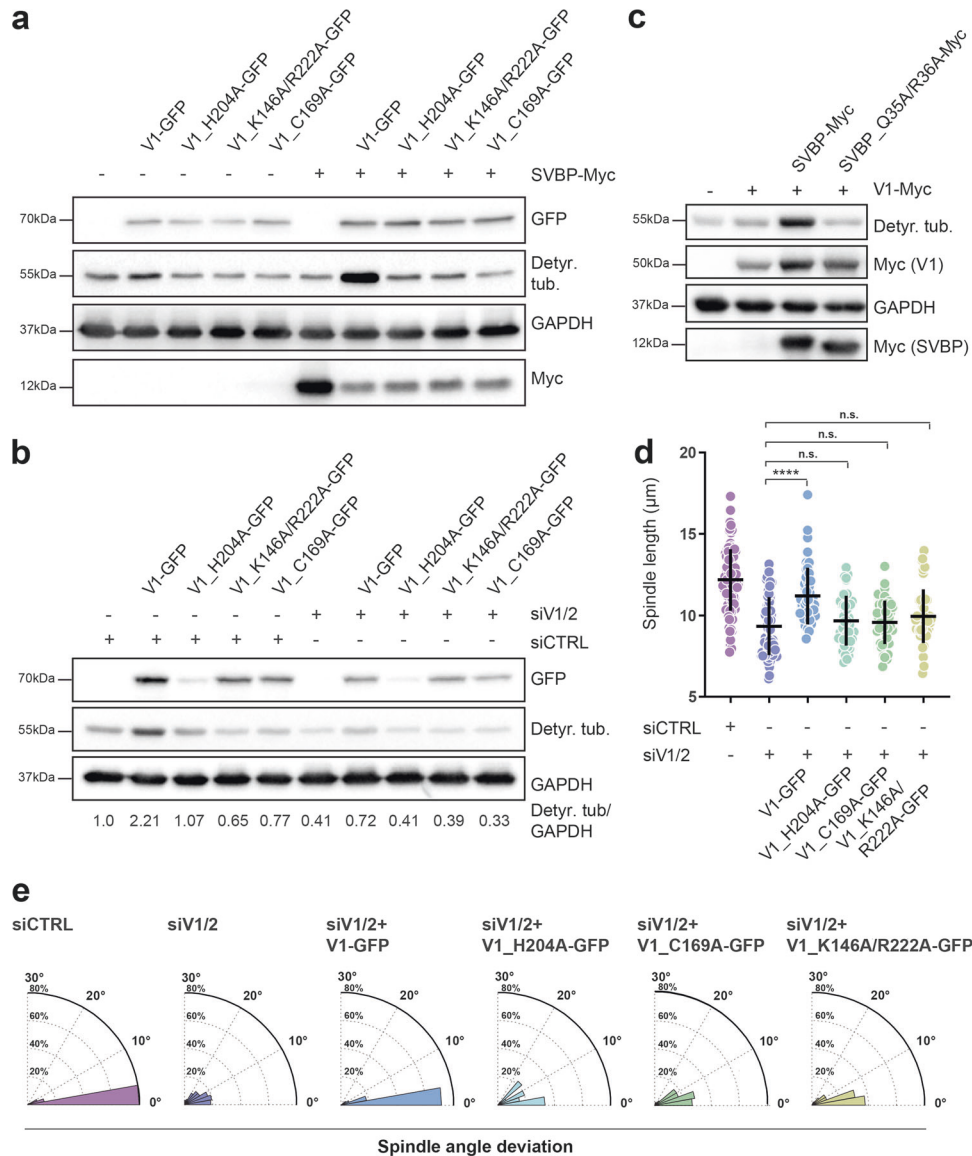 a
V1-GFP
V1_H204A-GFP
V1_K146A/R222A-GFP
V1_C169A-GFP
V1-GFP
V1_H204A-GFP
V1_K146A/R222A-GFP
V1_C169A-GFP
- - - - - + + + + + SVBP-Myc
70kDa GFP
55kDa Detyr.
tub.
37kDa GAPDH
12kDa Myc
c
SVBP-Myc
SVBP_Q35A/R36A-Myc
- + + + V1-Myc
55kDa Detyr. tub.
50kDa Myc (V1)
37kDa GAPDH
12kDa Myc (SVBP)
b
V1-GFP
V1_H204A-GFP
V1_K146A/R222A-GFP
V1_C169A-GFP
V1-GFP
V1_H204A-GFP
V1_K146A/R222A-GFP
V1_C169A-GFP
- - - - - + + + + + siV1/2
+ + + + + - - - - - siCTRL
70kDa GFP
55kDa Detyr. tub.
37kDa GAPDH
1.0 2.21 1.07 0.65 0.77 0.41 0.72 0.41 0.39 0.33 Detyr. tub/
GAPDH
d
n.s.
n.s.
n.s.
****
Spindle length (µm)
20
15
10
5
siCTRL + - - - - -
siV1/2 - + + + + +
V1-GFP
V1_H204A-GFP
V1_C169A-GFP
V1_K146A/
R222A-GFP
e
siCTRL
30°
80%
60%
40%
20%
20°
10°
0°
siV1/2
30°
80%
60%
40%
20%
20°
10°
0°
siV1/2+
V1-GFP
30°
80%
60%
40%
20%
20°
10°
0°
siV1/2+
V1_H204A-GFP
30°
80%
60%
40%
20%
20°
10°
0°
siV1/2+
V1_C169A-GFP
30°
80%
60%
40%
20%
20°
10°
0°
siV1/2+
V1_K146A/R222A-GFP
30°
80%
60%
40%
20%
20°
10°
0°
Spindle angle deviation